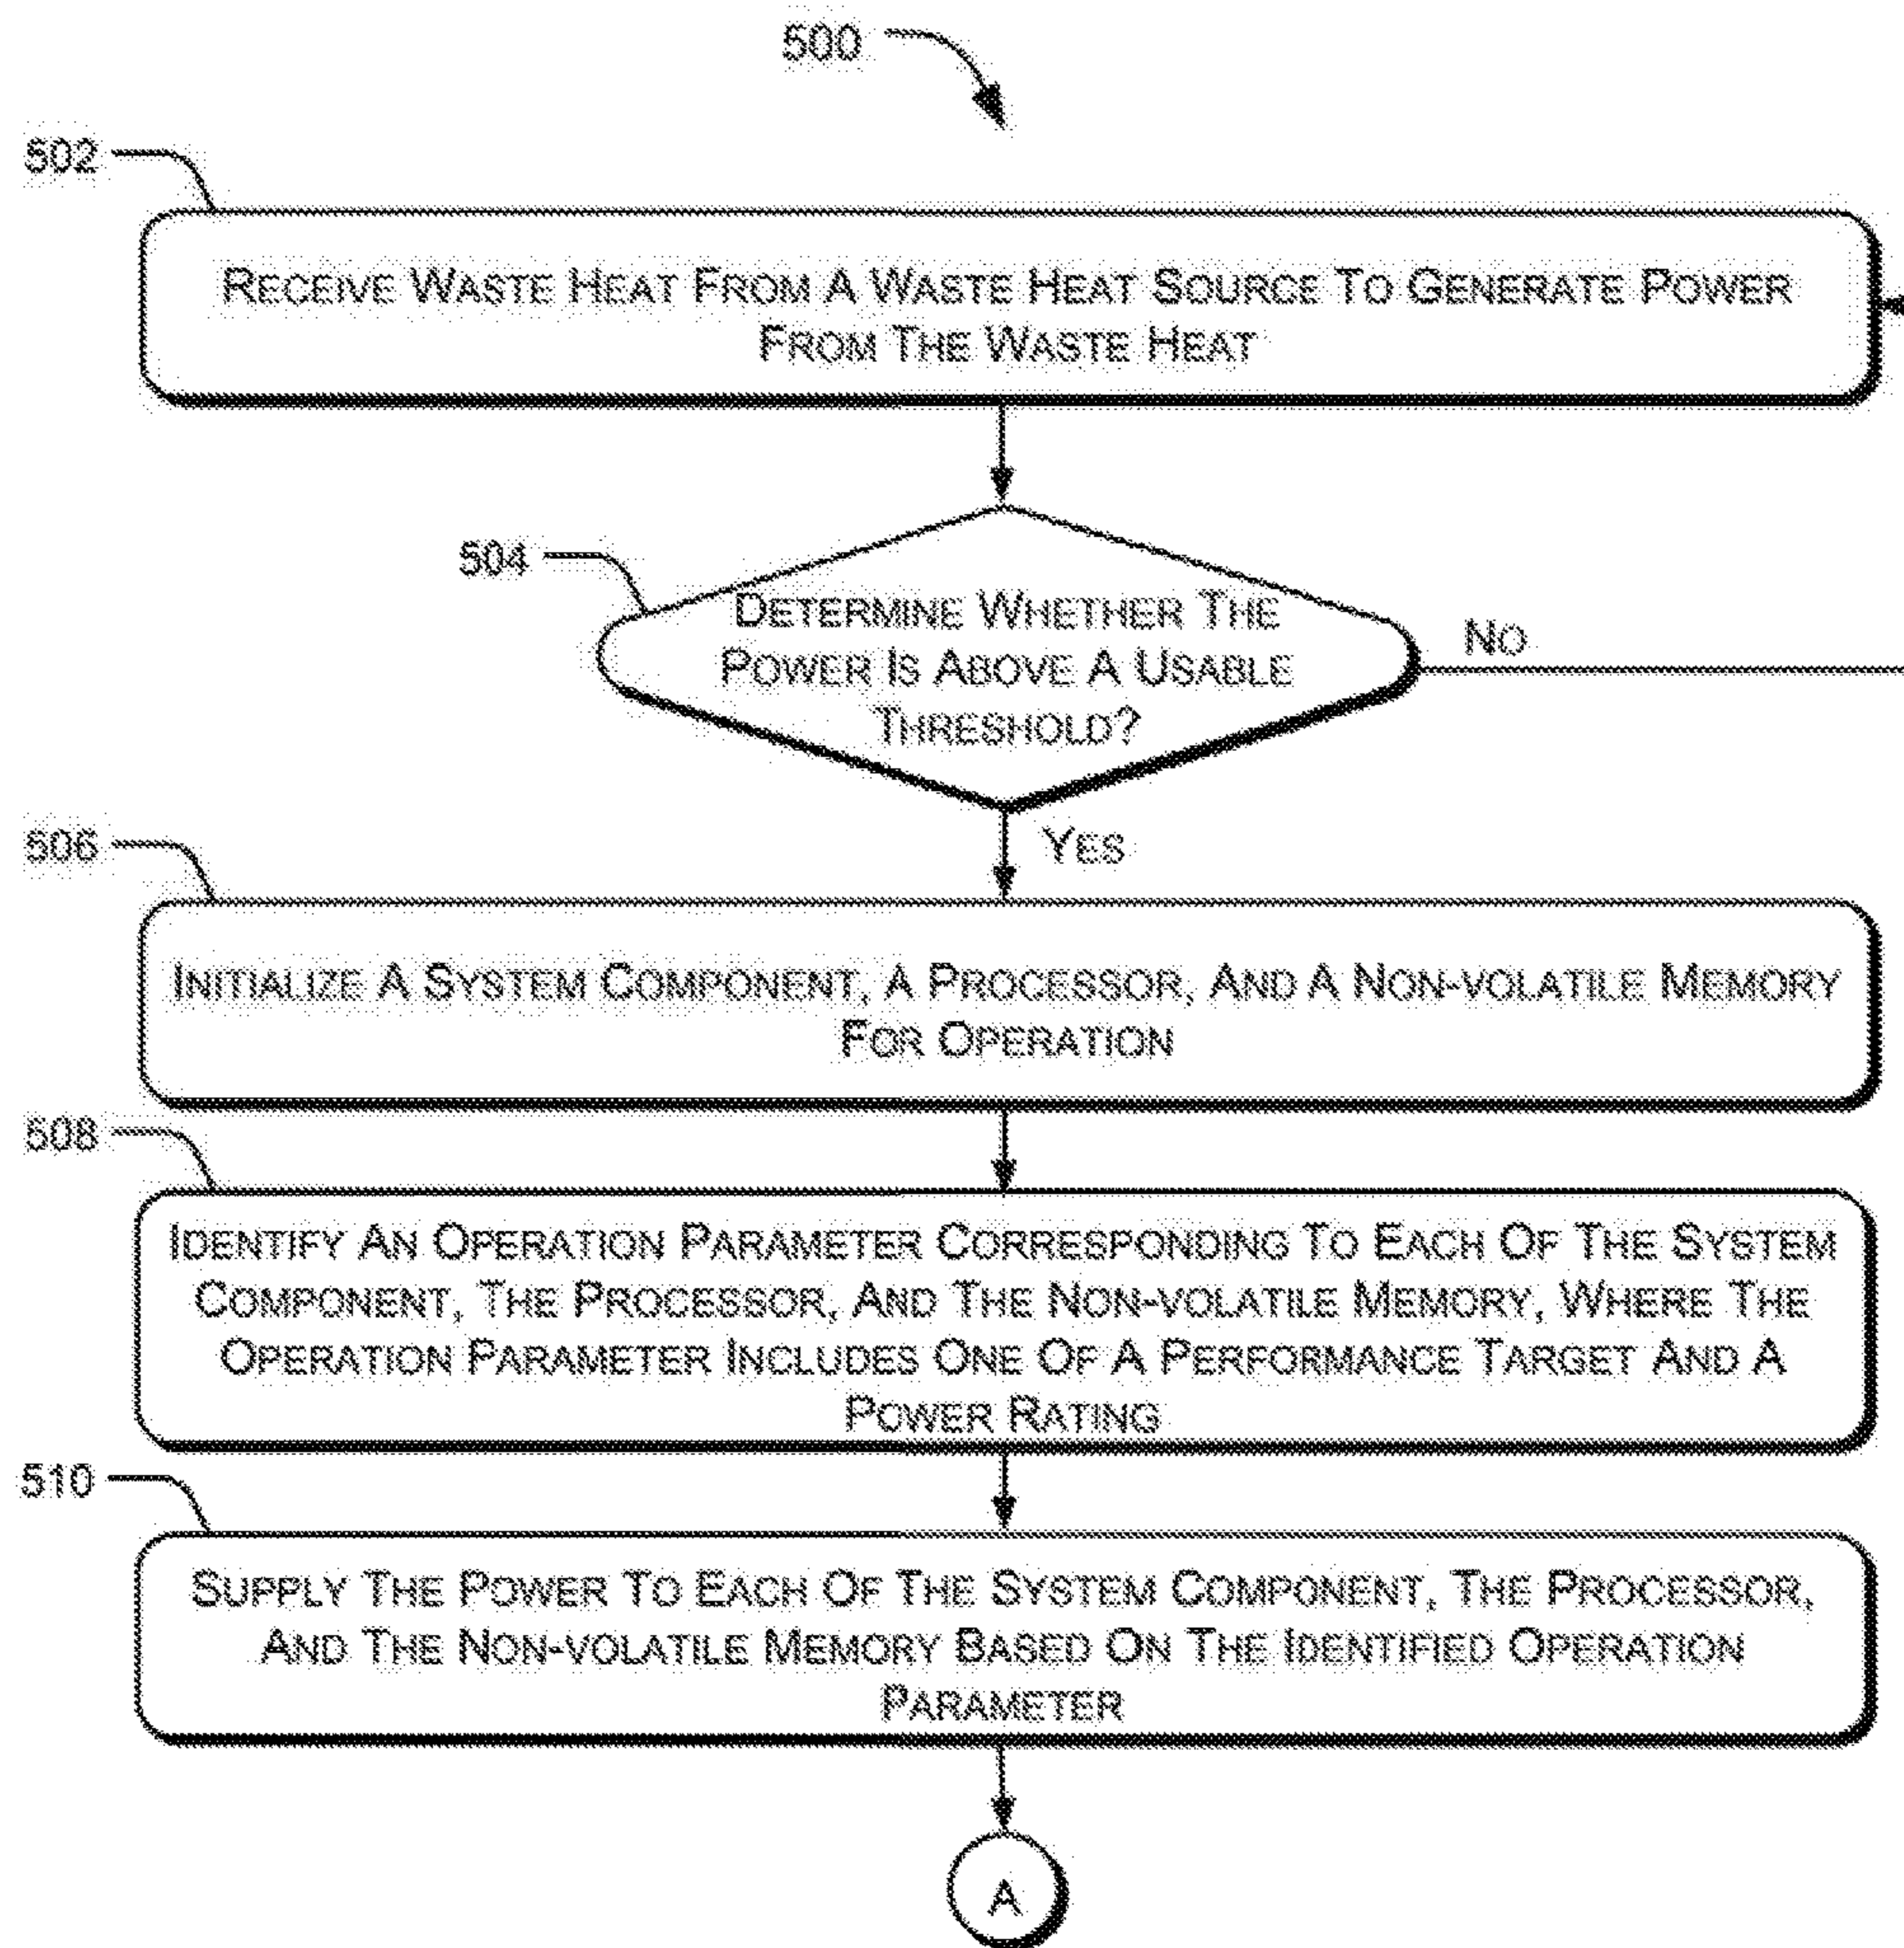 500
502
RECEIVE WASTE HEAT FROM A WASTE HEAT SOURCE TO GENERATE POWER
FROM THE WASTE HEAT
504
DETERMINE WHETHER THE
POWER IS ABOVE A USABLE
THRESHOLD?
NO
YES
506
INITIALIZE A SYSTEM COMPONENT, A PROCESSOR, AND A NON-VOLATILE MEMORY
FOR OPERATION
508
IDENTIFY AN OPERATION PARAMETER CORRESPONDING TO EACH OF THE SYSTEM
COMPONENT, THE PROCESSOR, AND THE NON-VOLATILE MEMORY, WHERE THE
OPERATION PARAMETER INCLUDES ONE OF A PERFORMANCE TARGET AND A
POWER RATING
510
SUPPLY THE POWER TO EACH OF THE SYSTEM COMPONENT, THE PROCESSOR,
AND THE NON-VOLATILE MEMORY BASED ON THE IDENTIFIED OPERATION
PARAMETER
A